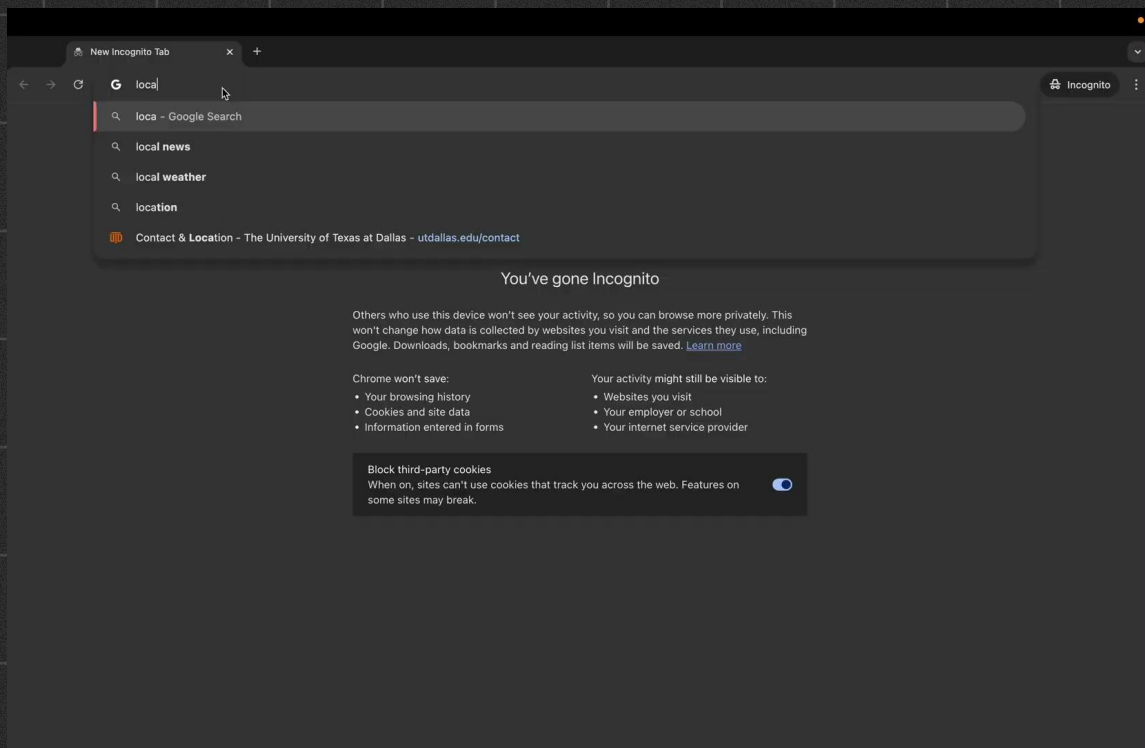 New Incognito Tab
loca
Incognito
loca – Google Search
local news
local weather
location
Contact & Location – The University of Texas at Dallas – utdallas.edu/contact
You've gone Incognito
Others who use this device won't see your activity, so you can browse more privately. This
won't change how data is collected by websites you visit and the services they use, including
Google. Downloads, bookmarks and reading list items will be saved. Learn more
Chrome won't save:
• Your browsing history
• Cookies and site data
• Information entered in forms
Your activity might still be visible to:
• Websites you visit
• Your employer or school
• Your internet service provider
Block third-party cookies
When on, sites can't use cookies that track you across the web. Features on
some sites may break.